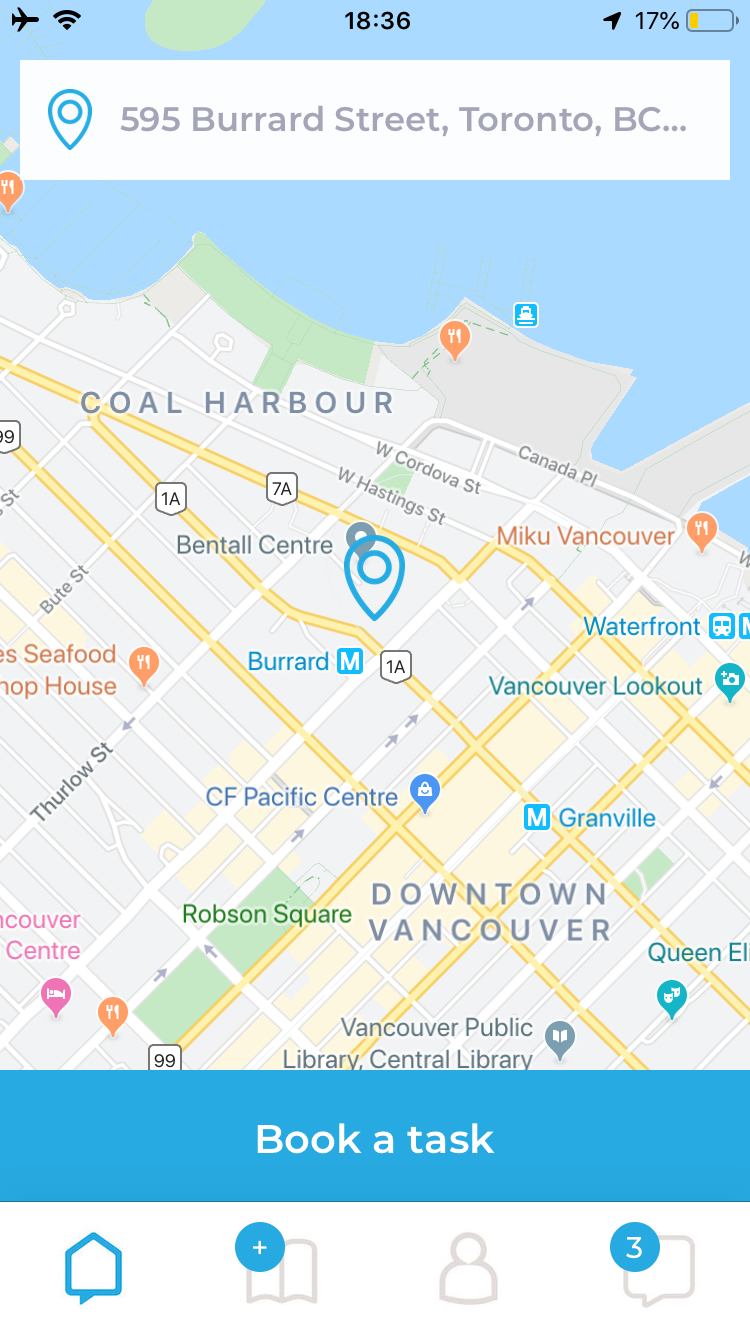 18:36
17%
595 Burrard Street, Toronto, BC...
COAL HARBOUR
99
W Cordova St
Canada Pl
7A
1A
W Hastings St
Bentall Centre
Miku Vancouver
St
Bute St
Waterfront
Burrard M
1A
es Seafood
hop House
Vancouver Lookout
Thurlow St
CF Pacific Centre
M Granville
DOWNTOWN
VANCOUVER
Robson Square
ncouver
Centre
Queen Eli
Vancouver Public
Library, Central Library
99
Book a task
+
3